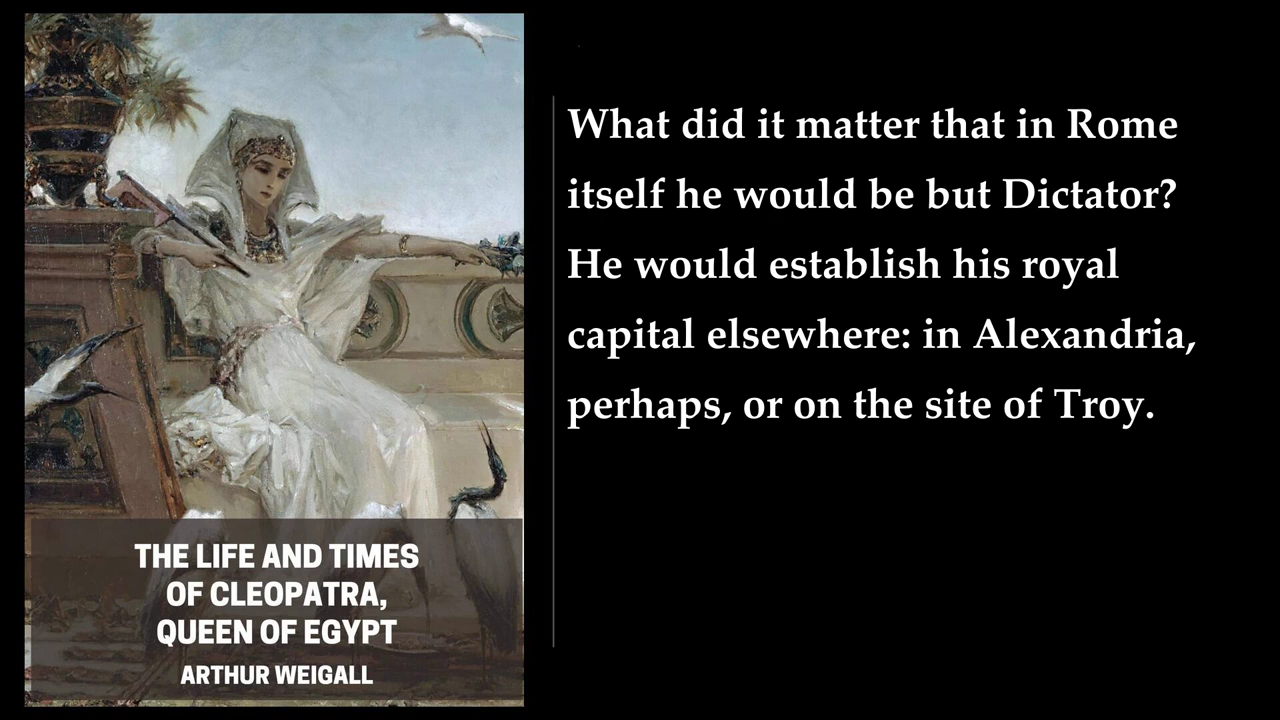 What did it matter that in Rome
itself he would be but Dictator?
He would establish his royal
capital elsewhere: in Alexandria,
perhaps, or on the site of Troy.
THE LIFE AND TIMES
OF CLEOPATRA,
QUEEN OF EGYPT
ARTHUR WEIGALL